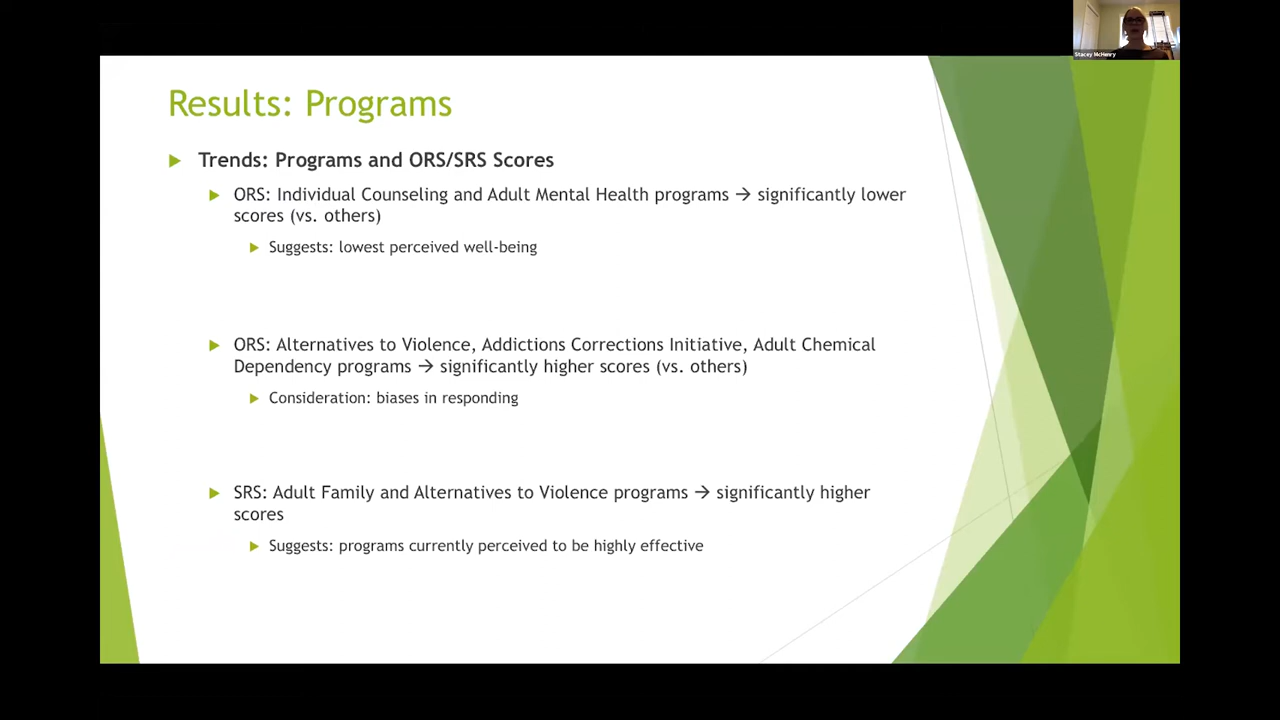 Stacey McHenry
Results: Programs
Trends: Programs and ORS/SRS Scores
ORS: Individual Counseling and Adult Mental Health programs → significantly lower
scores (vs. others)
Suggests: lowest perceived well-being
ORS: Alternatives to Violence, Addictions Corrections Initiative, Adult Chemical
Dependency programs → significantly higher scores (vs. others)
Consideration: biases in responding
SRS: Adult Family and Alternatives to Violence programs → significantly higher
scores
Suggests: programs currently perceived to be highly effective